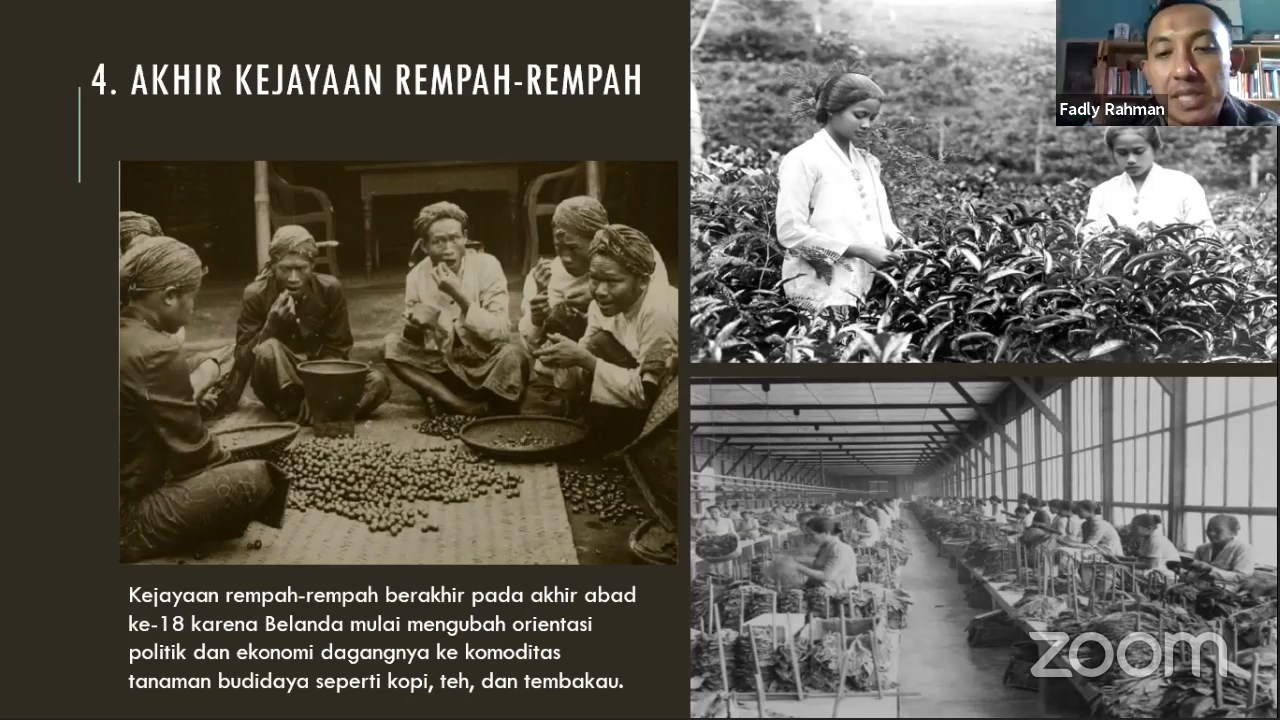 4. AKHIR KEJAYAAN REMPAH-REMPAH
Fadly Rahman
Kejayaan rempah-rempah berakhir pada akhir abad
ke-18 karena Belanda mulai mengubah orientasi
politik dan ekonomi dagangnya ke komoditas
tanaman budidaya seperti kopi, teh, dan tembakau.
zoom